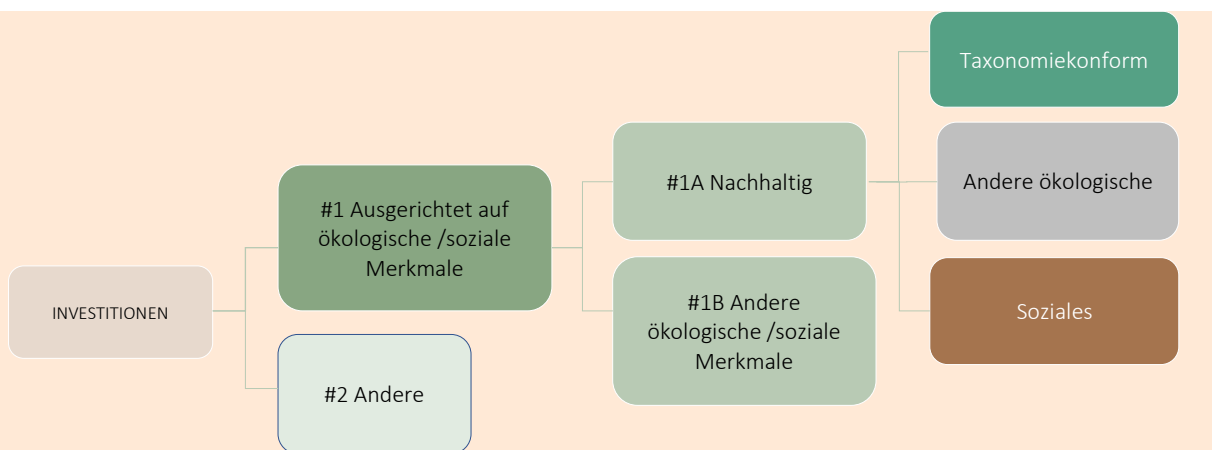 INVESTITIONEN
#1 Ausgerichtet auf
ökologische /soziale
Merkmale
#2 Andere
#1A Nachhaltig
#1B Andere
ökologische /soziale
Merkmale
Taxonomiekonform
Andere ökologische
Soziales